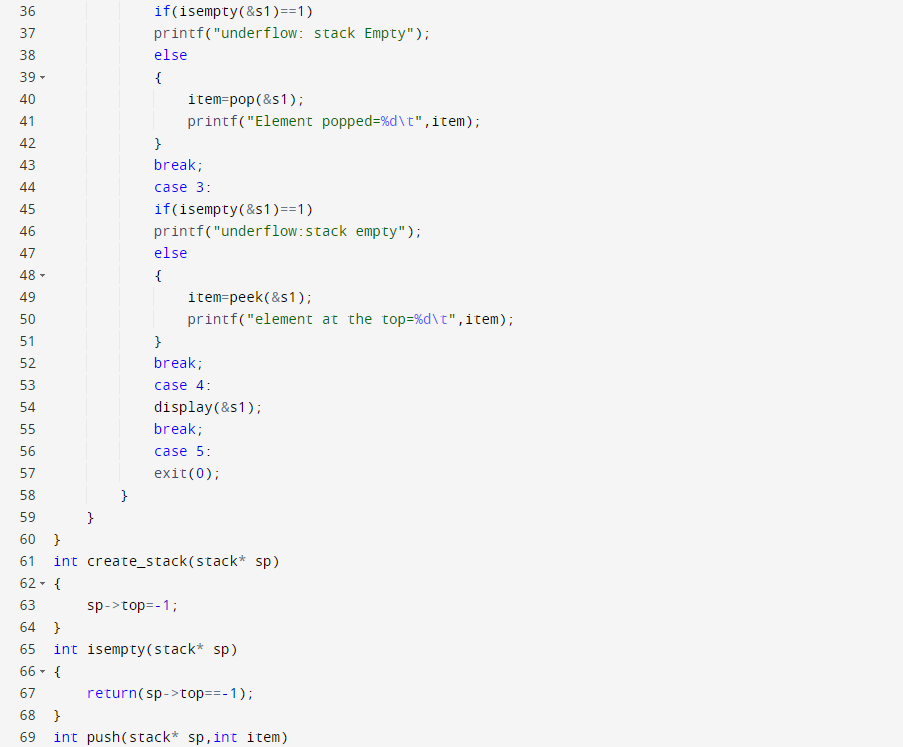 36 if(isempty(&s1)==1)
37 printf("underflow: stack Empty");
38 else
39 {
40 item=pop(&s1);
41 printf("Element popped=%d\t",item);
42 }
43 break;
44 case 3:
45 if(isempty(&s1)==1)
46 printf("underflow:stack empty");
47 else
48 {
49 item=peek(&s1);
50 printf("element at the top=%d\t",item);
51 }
52 break;
53 case 4:
54 display(&s1);
55 break;
56 case 5:
57 exit(0);
58 }
59 }
60 }
61 int create_stack(stack* sp)
62 {
63 sp->top=-1;
64 }
65 int isempty(stack* sp)
66 {
67 return(sp->top==-1);
68 }
69 int push(stack* sp,int item)